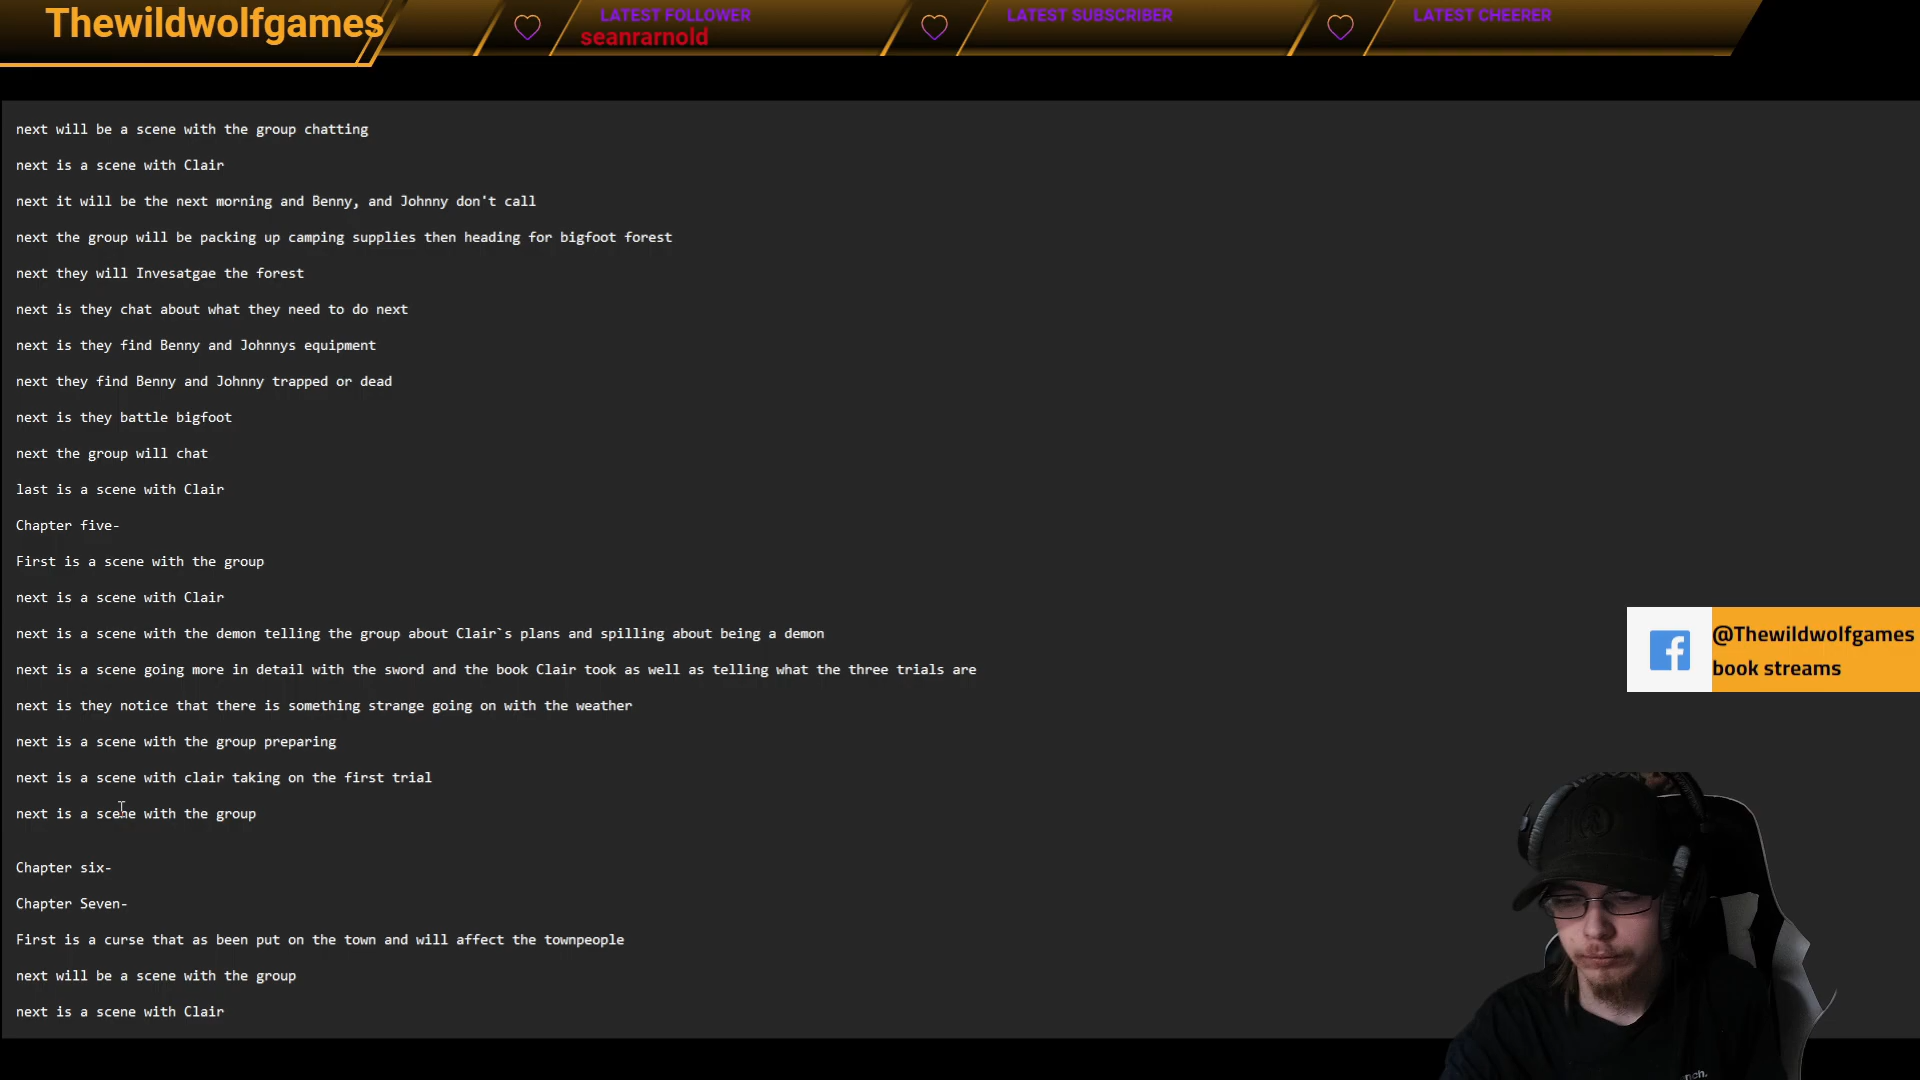 Thewildwolfgames
LATEST FOLLOWER
seanrarnold
LATEST SUBSCRIBER
LATEST CHEERER
next will be a scene with the group chatting
next is a scene with Clair
next it will be the next morning and Benny, and Johnny don't call
next the group will be packing up camping supplies then heading for bigfoot forest
next they will Invesatgae the forest
next is they chat about what they need to do next
next is they find Benny and Johnnys equipment
next they find Benny and Johnny trapped or dead
next is they battle bigfoot
next the group will chat
last is a scene with Clair
Chapter five-
First is a scene with the group
next is a scene with Clair
next is a scene with the demon telling the group about Clair`s plans and spilling about being a demon
next is a scene going more in detail with the sword and the book Clair took as well as telling what the three trials are
next is they notice that there is something strange going on with the weather
next is a scene with the group preparing
next is a scene with clair taking on the first trial
next is a scene with the group
Chapter six-
Chapter Seven-
First is a curse that as been put on the town and will affect the townpeople
next will be a scene with the group
next is a scene with Clair
@Thewildwolfgames
book streams